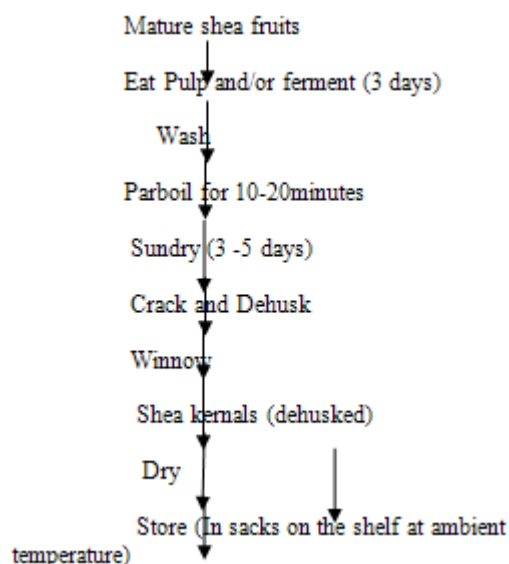 Mature shea fruits
Eat Pulp and/or ferment (3 days)
Wash
Parboil for 10-20minutes
Sundry (3 -5 days)
Crack and Dehusk
Winnow
Shea kernals (dehusked)
Dry
Store (In sacks on the shelf at ambient
temperature)